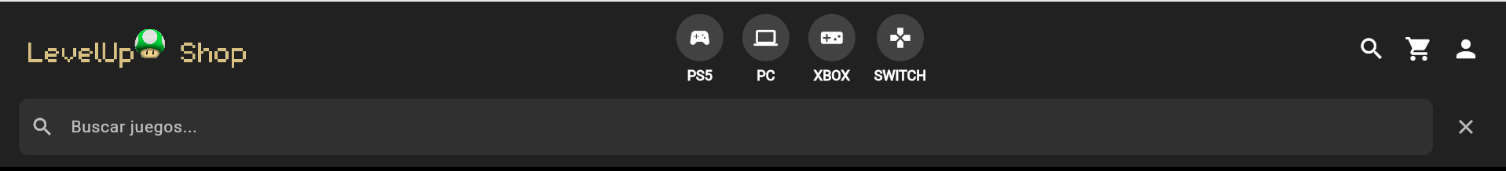 LevelUp Shop
PS5 PC XBOX SWITCH
Buscar juegos...